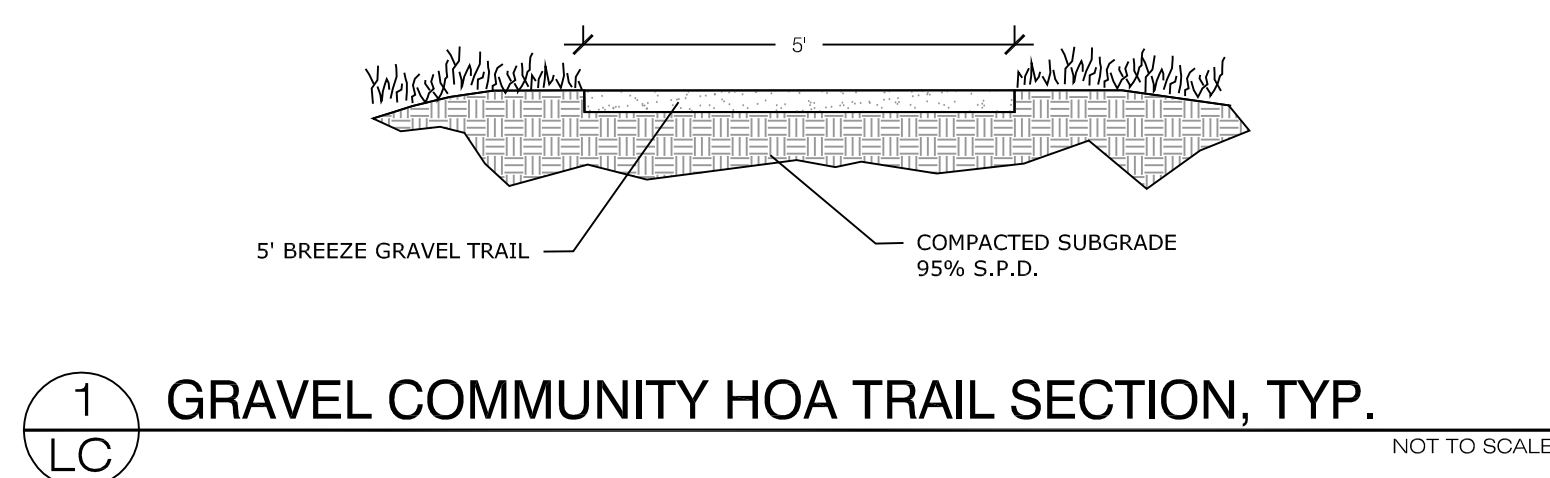 5'
5' BREEZE GRAVEL TRAIL
COMPACTED SUBGRADE
95% S.P.D.
1
LC
GRAVEL COMMUNITY HOA TRAIL SECTION, TYP.
NOT TO SCALE